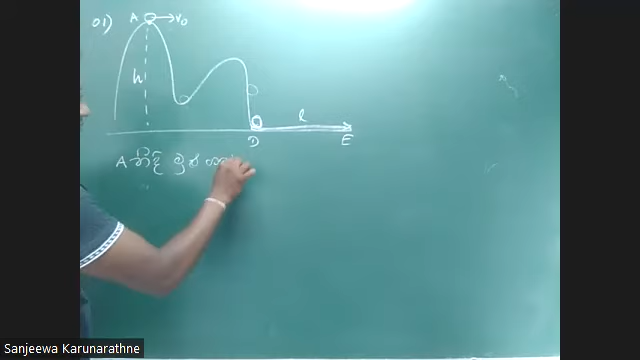 01)
A
V₀
h
l
D
E
A හිදී
Sanjeewa Karunarathne